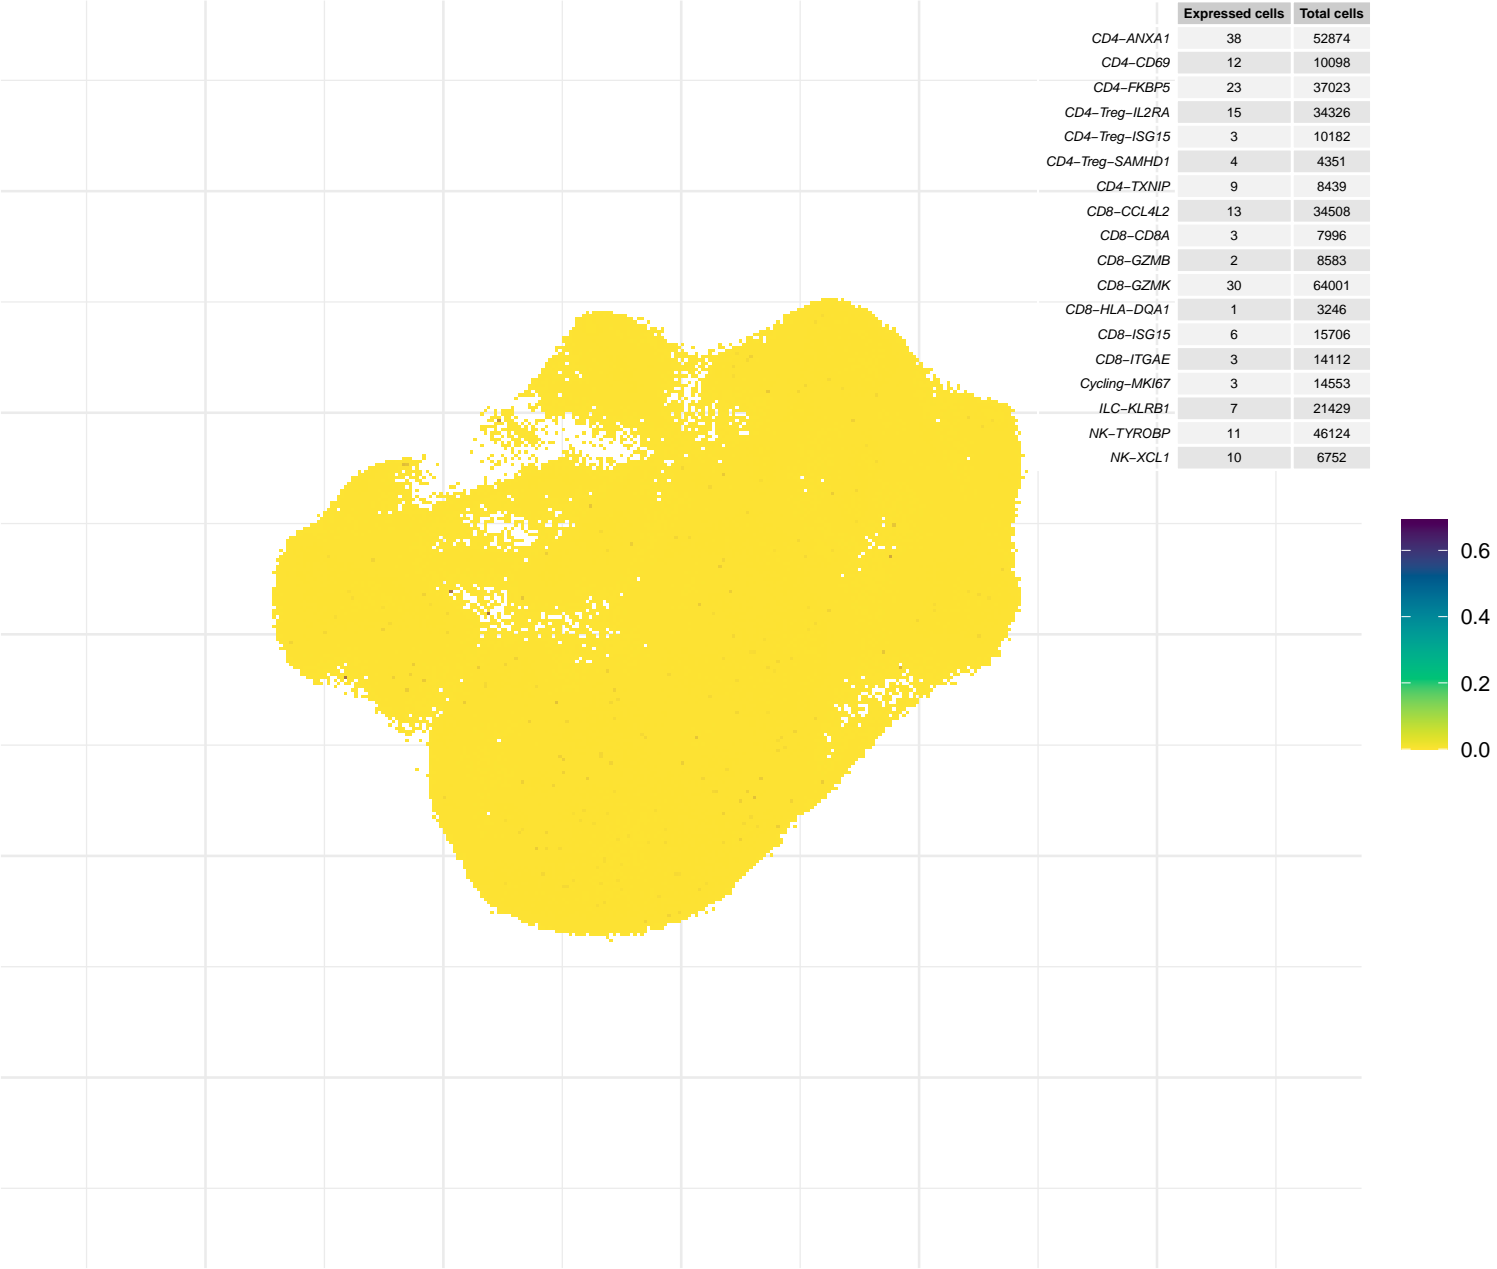 Expressed cells Total cells
CD4−ANXA1 38 52874
CD4−CD69 12 10098
CD4−FKBP5 23 37023
CD4−Treg−IL2RA 15 34326
CD4−Treg−ISG15 3 10182
CD4−Treg−SAMHD1 4 4351
CD4−TXNIP 9 8439
CD8−CCL4L2 13 34508
CD8−CD8A 3 7996
CD8−GZMB 2 8583
CD8−GZMK 30 64001
CD8−HLA−DQA1 1 3246
CD8−ISG15 6 15706
CD8−ITGAE 3 14112
Cycling−MKI67 3 14553
ILC−KLRB1 7 21429
NK−TYROBP 11 46124
NK−XCL1 10 6752
0.6
0.4
0.2
0.0